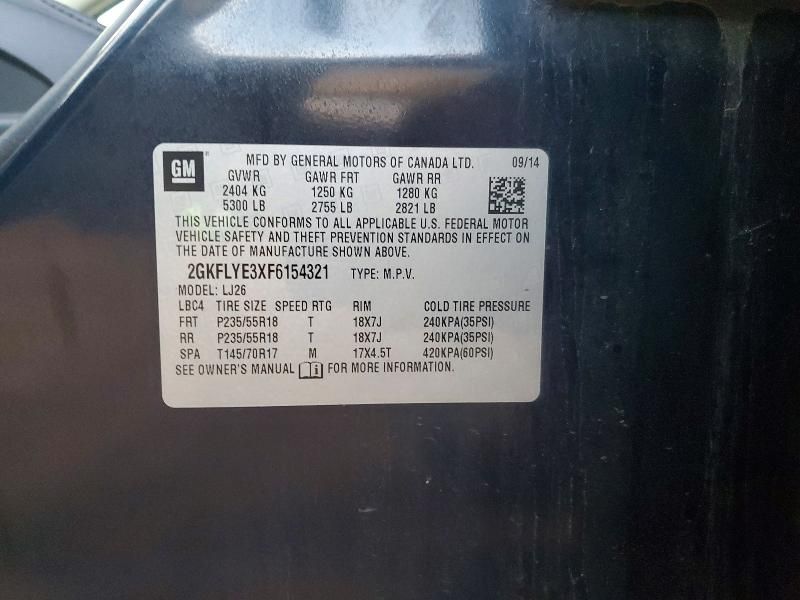 GM MFD BY GENERAL MOTORS OF CANADA LTD. 09/14
GVWR GAWR FRT GAWR RR
2404 KG 1250 KG 1280 KG
5300 LB 2755 LB 2821 LB
THIS VEHICLE CONFORMS TO ALL APPLICABLE U.S. FEDERAL MOTOR
VEHICLE SAFETY AND THEFT PREVENTION STANDARDS IN EFFECT ON
THE DATE OF MANUFACTURE SHOWN ABOVE.
2GKFLYE3XF6154321 TYPE: M.P.V.
MODEL: LJ26
LBC4 TIRE SIZE SPEED RTG RIM COLD TIRE PRESSURE
FRT P235/55R18 T 18X7J 240KPA(35PSI)
RR P235/55R18 T 18X7J 240KPA(35PSI)
SPA T145/70R17 M 17X4.5T 420KPA(60PSI)
SEE OWNER'S MANUAL i FOR MORE INFORMATION.